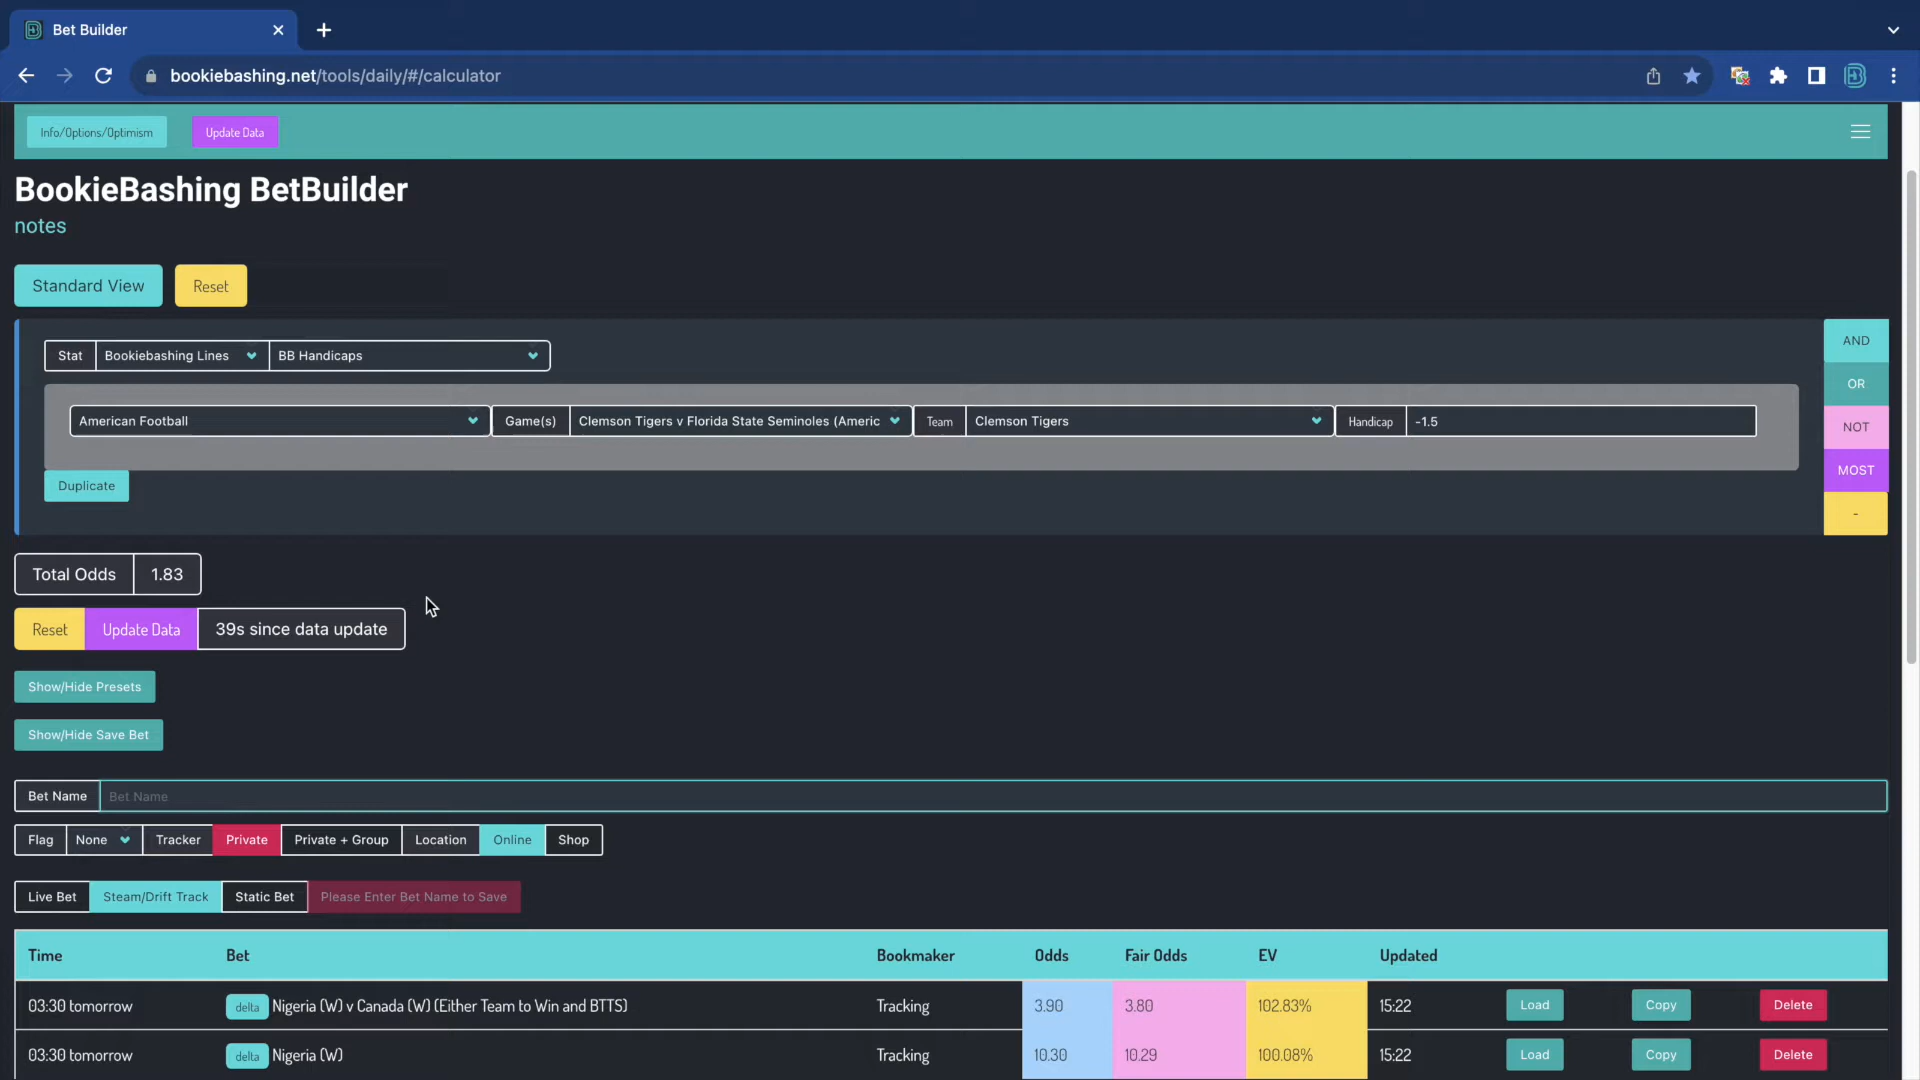 Bet Builder
bookiebashing.net/tools/daily/#/calculator
Info/Options/Optimism Update Data
BookieBashing BetBuilder
notes
Standard View Reset
Stat Bookiebashing Lines BB Handicaps
American Football Game(s) Clemson Tigers v Florida State Seminoles (Americ Team Clemson Tigers Handicap -1.5
Duplicate
AND
OR
NOT
MOST
-
Total Odds 1.83
Reset Update Data 39s since data update
Show/Hide Presets
Show/Hide Save Bet
Bet Name Bet Name
Flag None Tracker Private Private + Group Location Online Shop
Live Bet Steam/Drift Track Static Bet Please Enter Bet Name to Save
Time Bet Bookmaker Odds Fair Odds EV Updated
03:30 tomorrow delta Nigeria (W) v Canada (W) (Either Team to Win and BTTS) Tracking 3.90 3.80 102.83% 15:22 Load Copy Delete
03:30 tomorrow delta Nigeria (W) Tracking 10.30 10.29 100.08% 15:22 Load Copy Delete